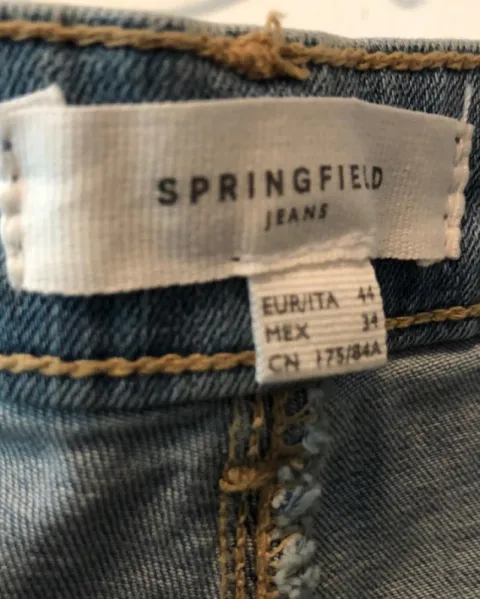 SPRINGFIELD
JEANS
EUR/ITA 44
MEX 34
CN 175/84A